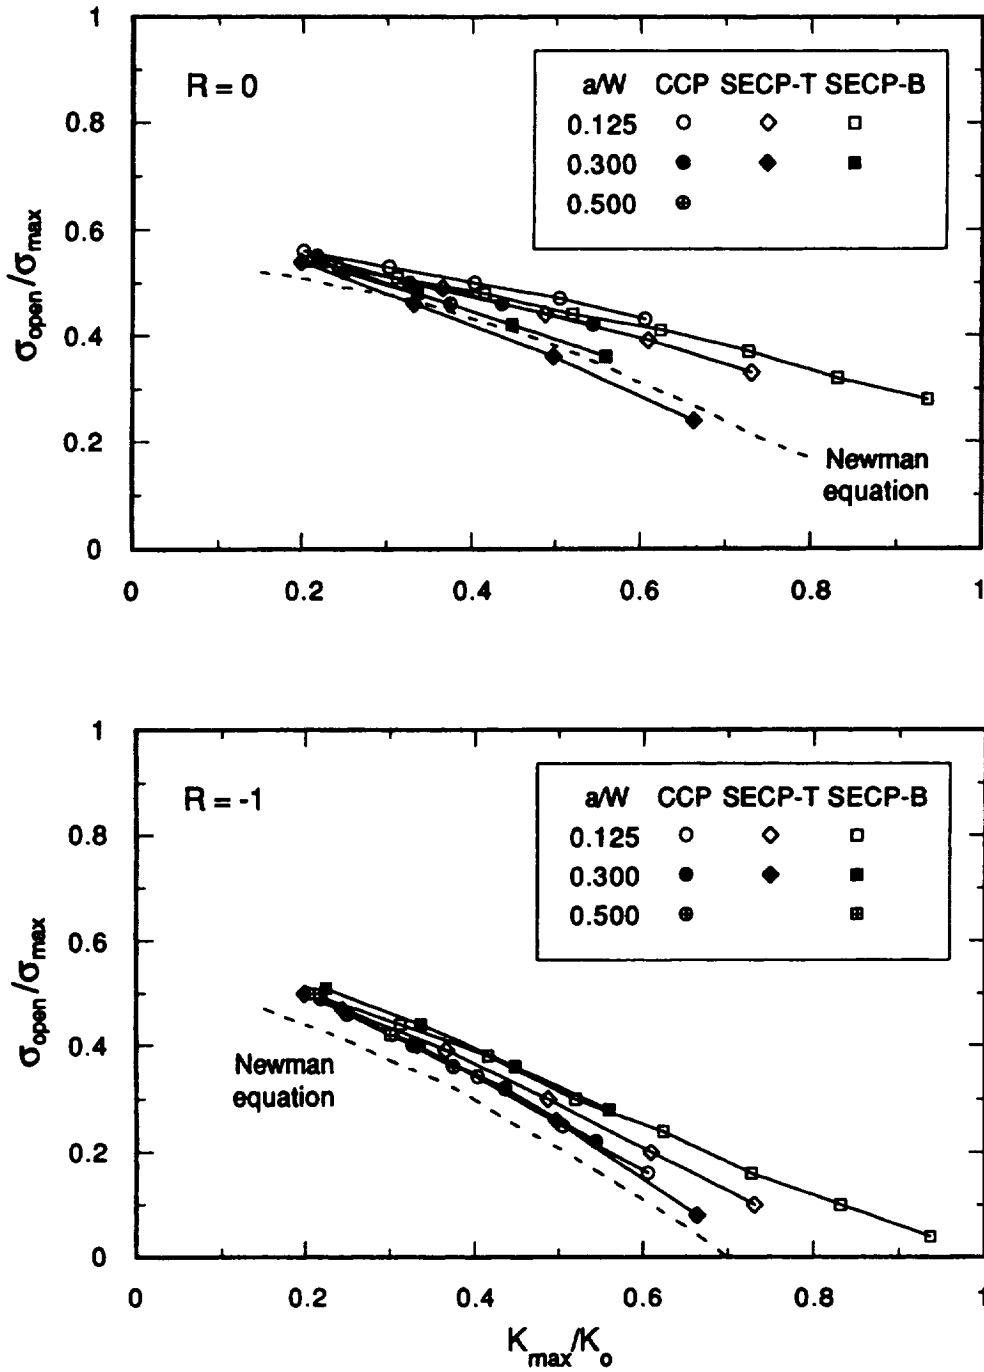 1
R = 0
a/W CCP SECP-T SECP-B
0.8
0.125
0.300
0.500
0.6
σopen/σmax
0.4
0.2
Newman
equation
0
0 0.2 0.4 0.6 0.8 1
1
R = -1
a/W CCP SECP-T SECP-B
0.8
0.125
0.300
0.500
0.6
σopen/σmax
0.4
Newman
equation
0.2
0
0 0.2 0.4 0.6 0.8 1
Kmax/Ko